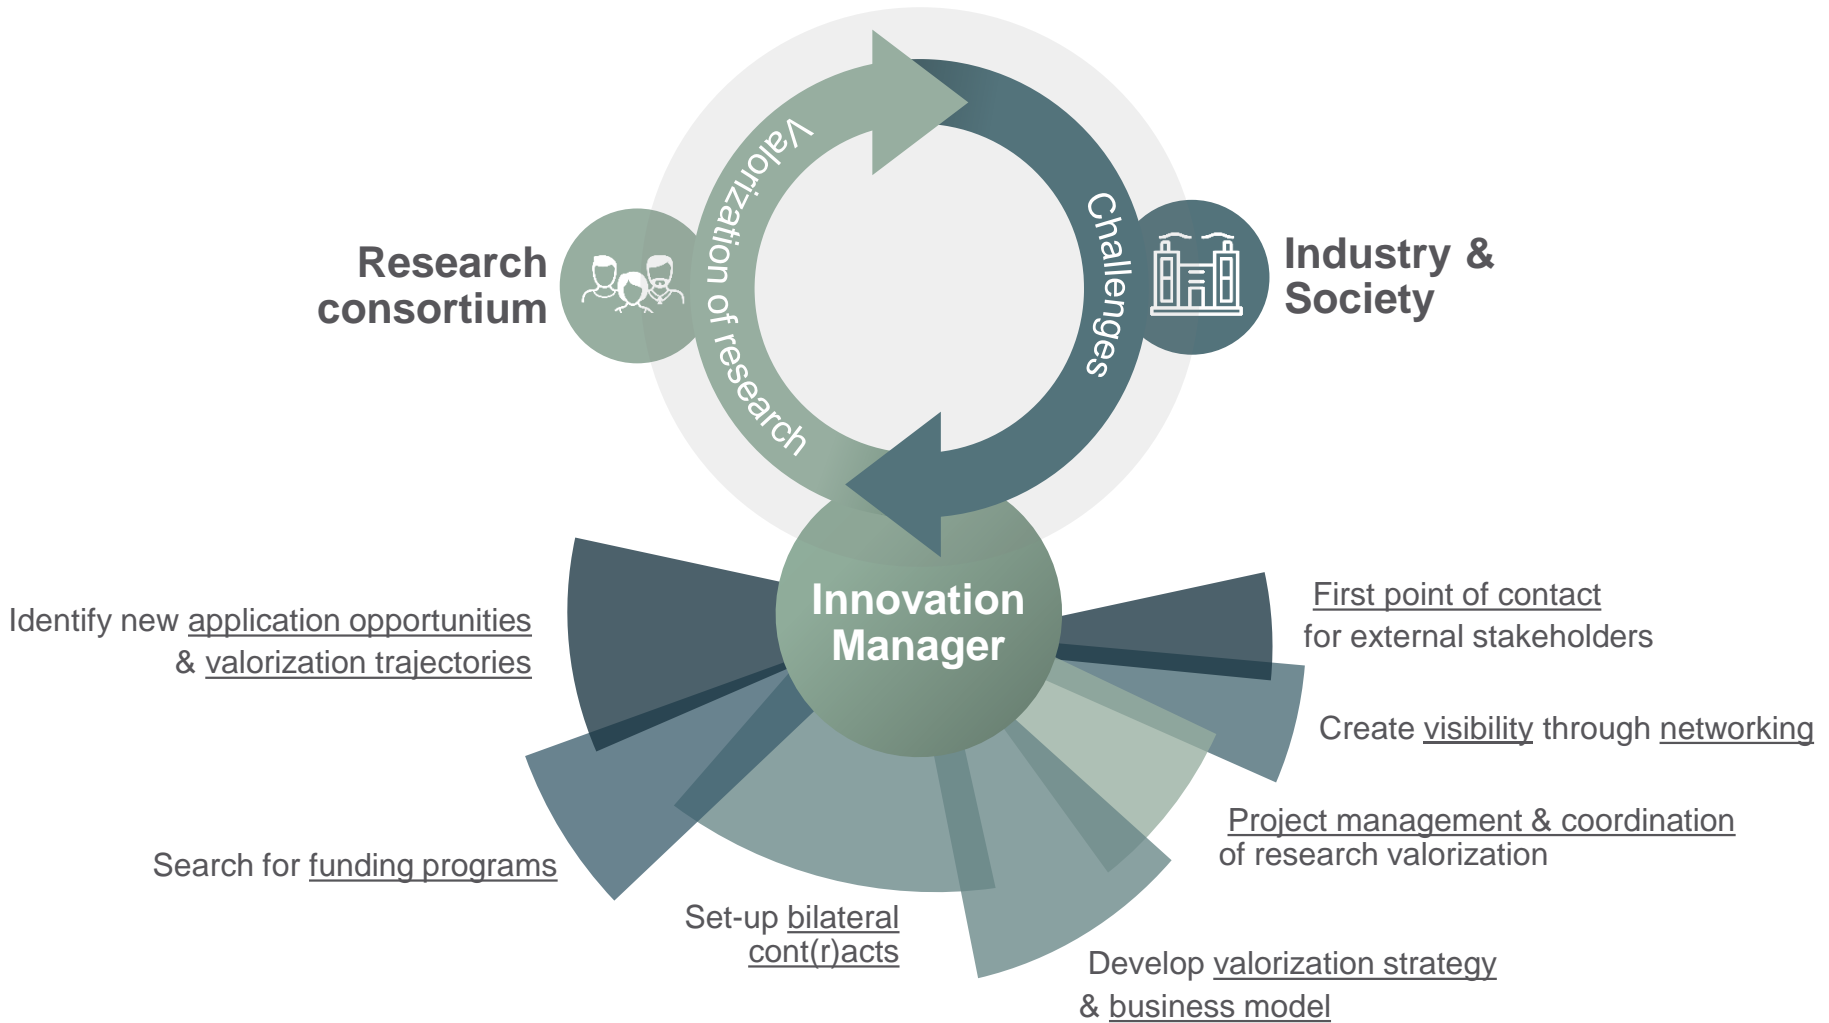 Valorization of research
Challenges
Research
consortium
Industry &
Society
Innovation
Manager
Identify new application opportunities
& valorization trajectories
Search for funding programs
Set-up bilateral
cont(r)acts
Develop valorization strategy
& business model
Project management & coordination
of research valorization
Create visibility through networking
First point of contact
for external stakeholders